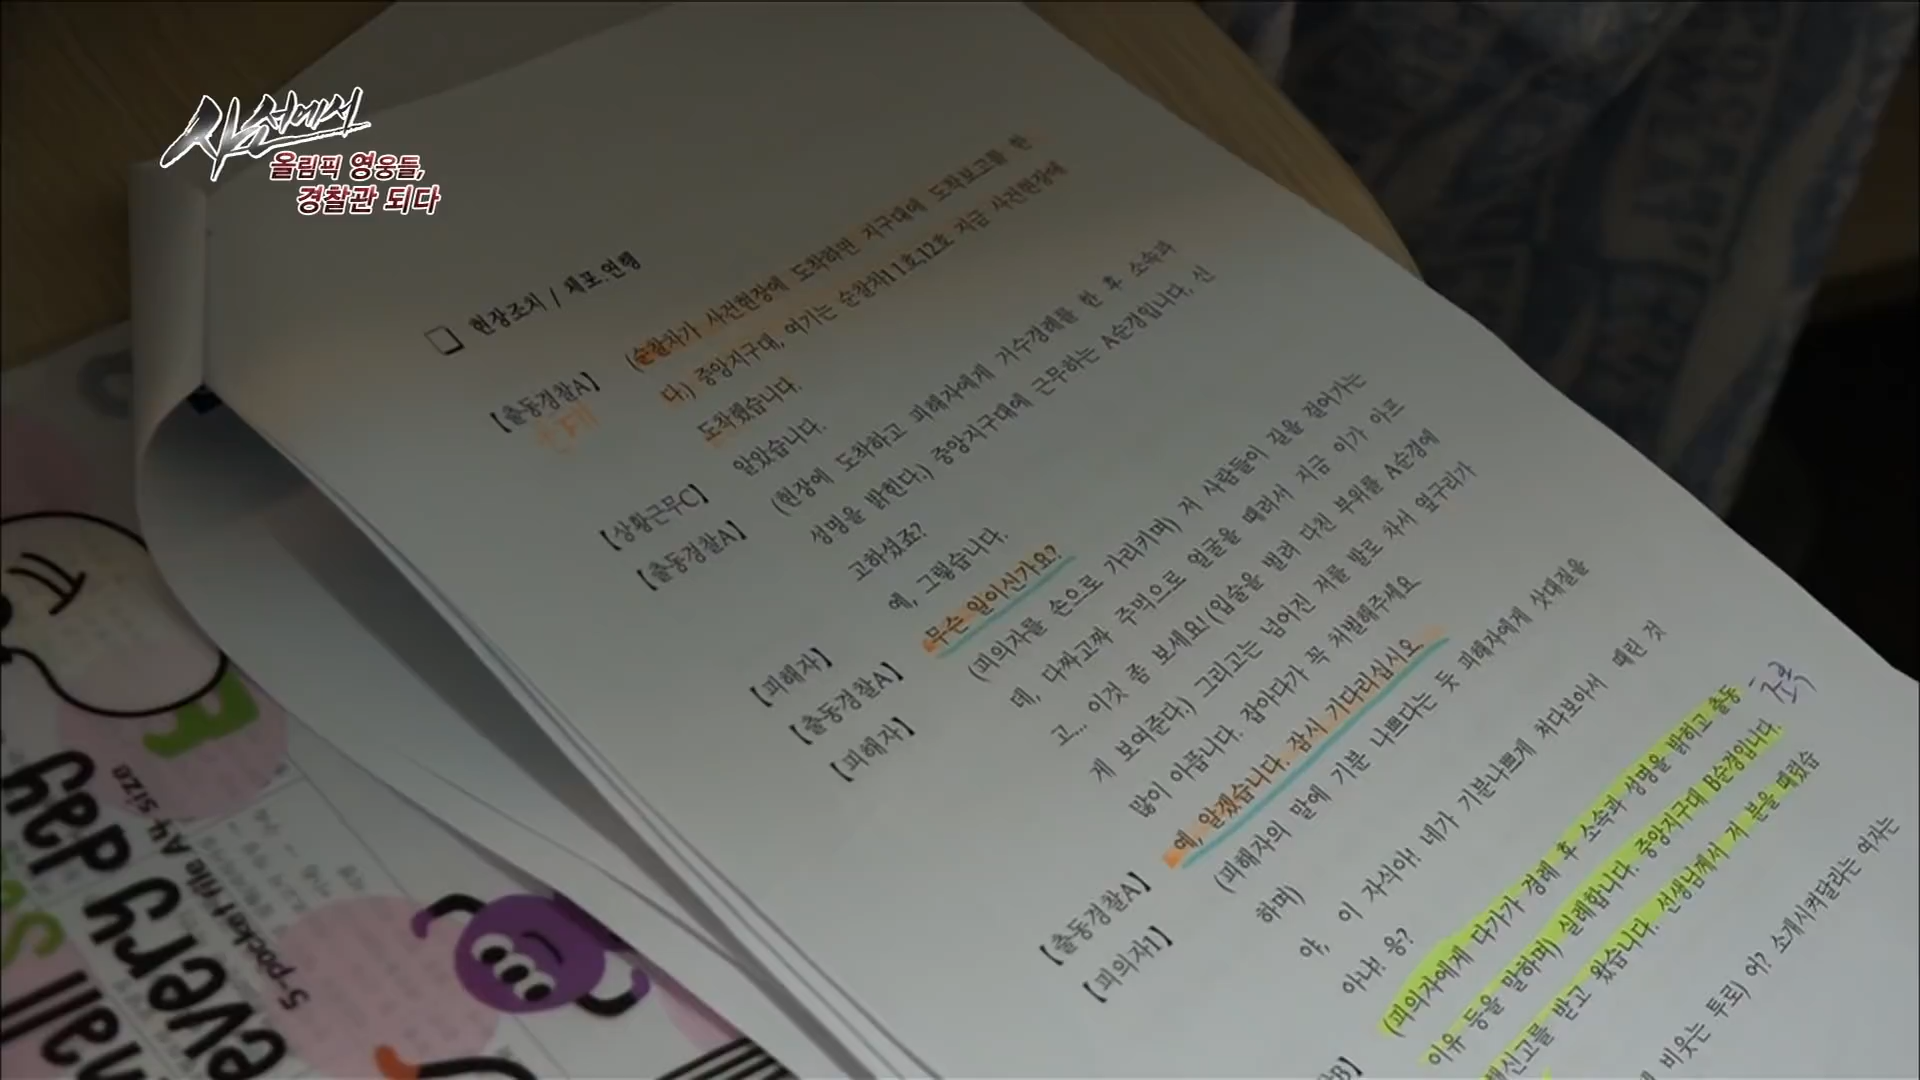 사선에서
올림픽 영웅들,
경찰관 되다
□ 현장조치 / 체포.연행
【출동경찰A】 (순찰차가 사건현장에 도착하면 지구대에 도착보고를 한
다.) 중앙지구대, 여기는 순찰차11호,12호 지금 사건현장에
도착했습니다.
【상황근무C】 알았습니다.
【출동경찰A】 (현장에 도착하고 피해자에게 거수경례를 한 후 소속과
성명을 밝힌다.) 중앙지구대에 근무하는 A순경입니다. 신
고하셨죠?
【피해자】 예, 그렇습니다.
【출동경찰A】 무슨 일이신가요?
【피해자】 (피의자를 손으로 가리키며) 저 사람들이 길을 걸어가는
데, 다짜고짜 주먹으로 얼굴을 때려서 지금 이가 아프
고... 이것 좀 보세요! (입술을 벌려 다친 부위를 A순경에
게 보여준다.) 그리고는 넘어진 저를 발로 차서 옆구리가
많이 아픕니다. 잡아다가 꼭 처벌해주세요
【출동경찰A】 예, 알겠습니다. 잠시 기다리십시오
【피의자1】 (피해자의 말에 기분 나쁘다는 듯 피해자에게 삿대질을
하며)
야, 이 자식아! 네가 기분나쁘게 쳐다보아서 때린 것
아냐! 응?
(피의자에게 다가가 경례 후 소속과 성명을 밝히고 출동
이유 등을 말하며) 실례합니다. 중앙지구대 B순경입니다.
신고를 받고 왔습니다. 선생님께서 저 분을 때렸습
비웃는 투로) 어? 소개시켜달라는 여자는
every day
5-pocket file A4 size